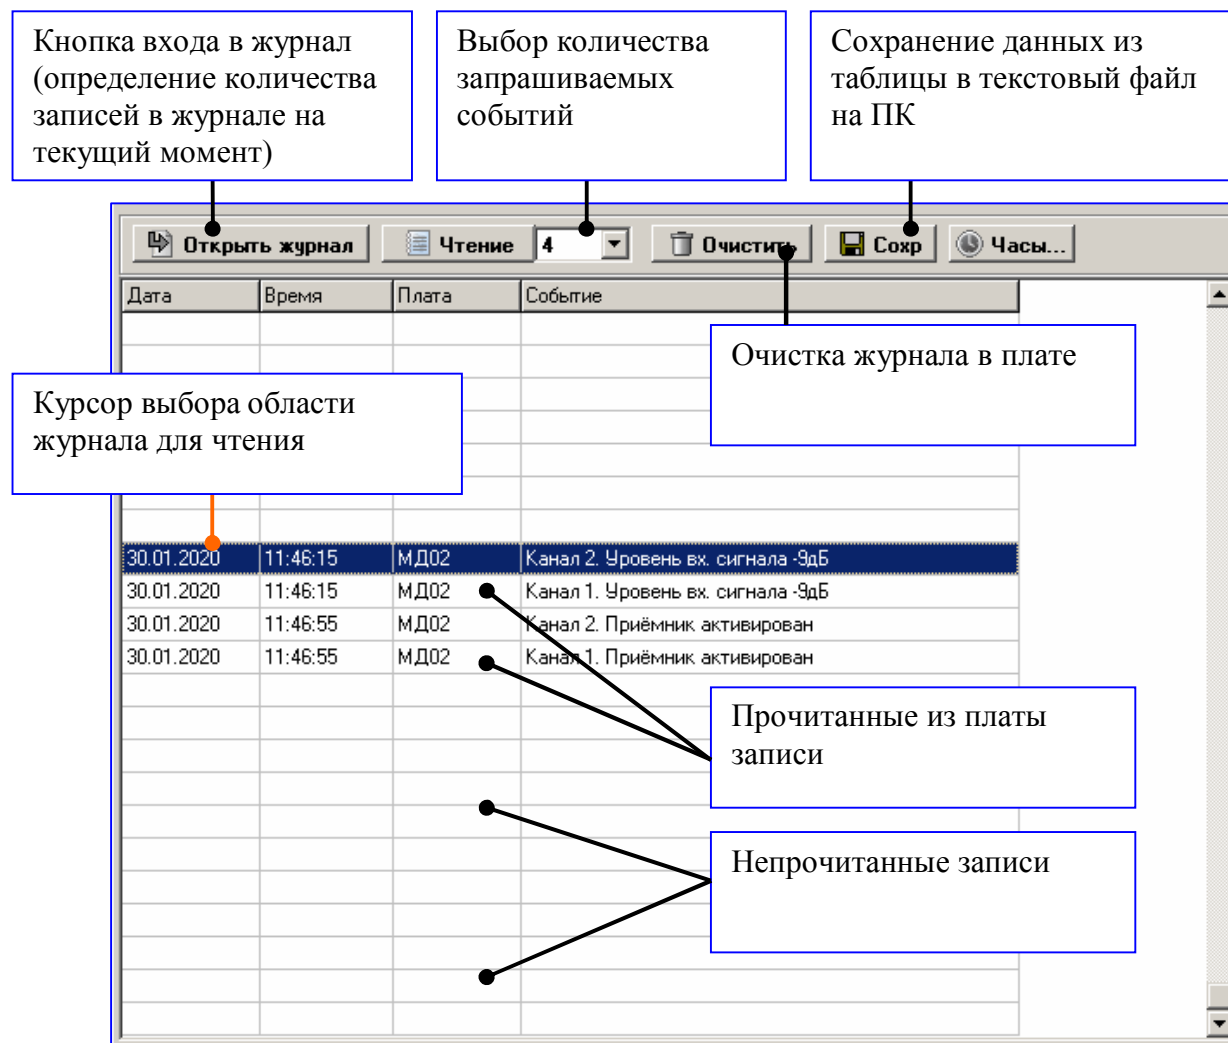 Кнопка входа в журнал
(определение количества
записей в журнале на
текущий момент)
Выбор количества
запрашиваемых
событий
Сохранение данных из
таблицы в текстовый файл
на ПК
Открыть журнал Чтение 4 Очистить Сохр Часы...
Дата Время Плата Событие
Очистка журнала в плате
Курсор выбора области
журнала для чтения
30.01.2020 11:46:15 МД02 Канал 2. Уровень вх. сигнала -9дБ
30.01.2020 11:46:15 МД02 Канал 1. Уровень вх. сигнала -9дБ
30.01.2020 11:46:55 МД02 Канал 2. Приёмник активирован
30.01.2020 11:46:55 МД02 Канал 1. Приёмник активирован
Прочитанные из платы
записи
Непрочитанные записи